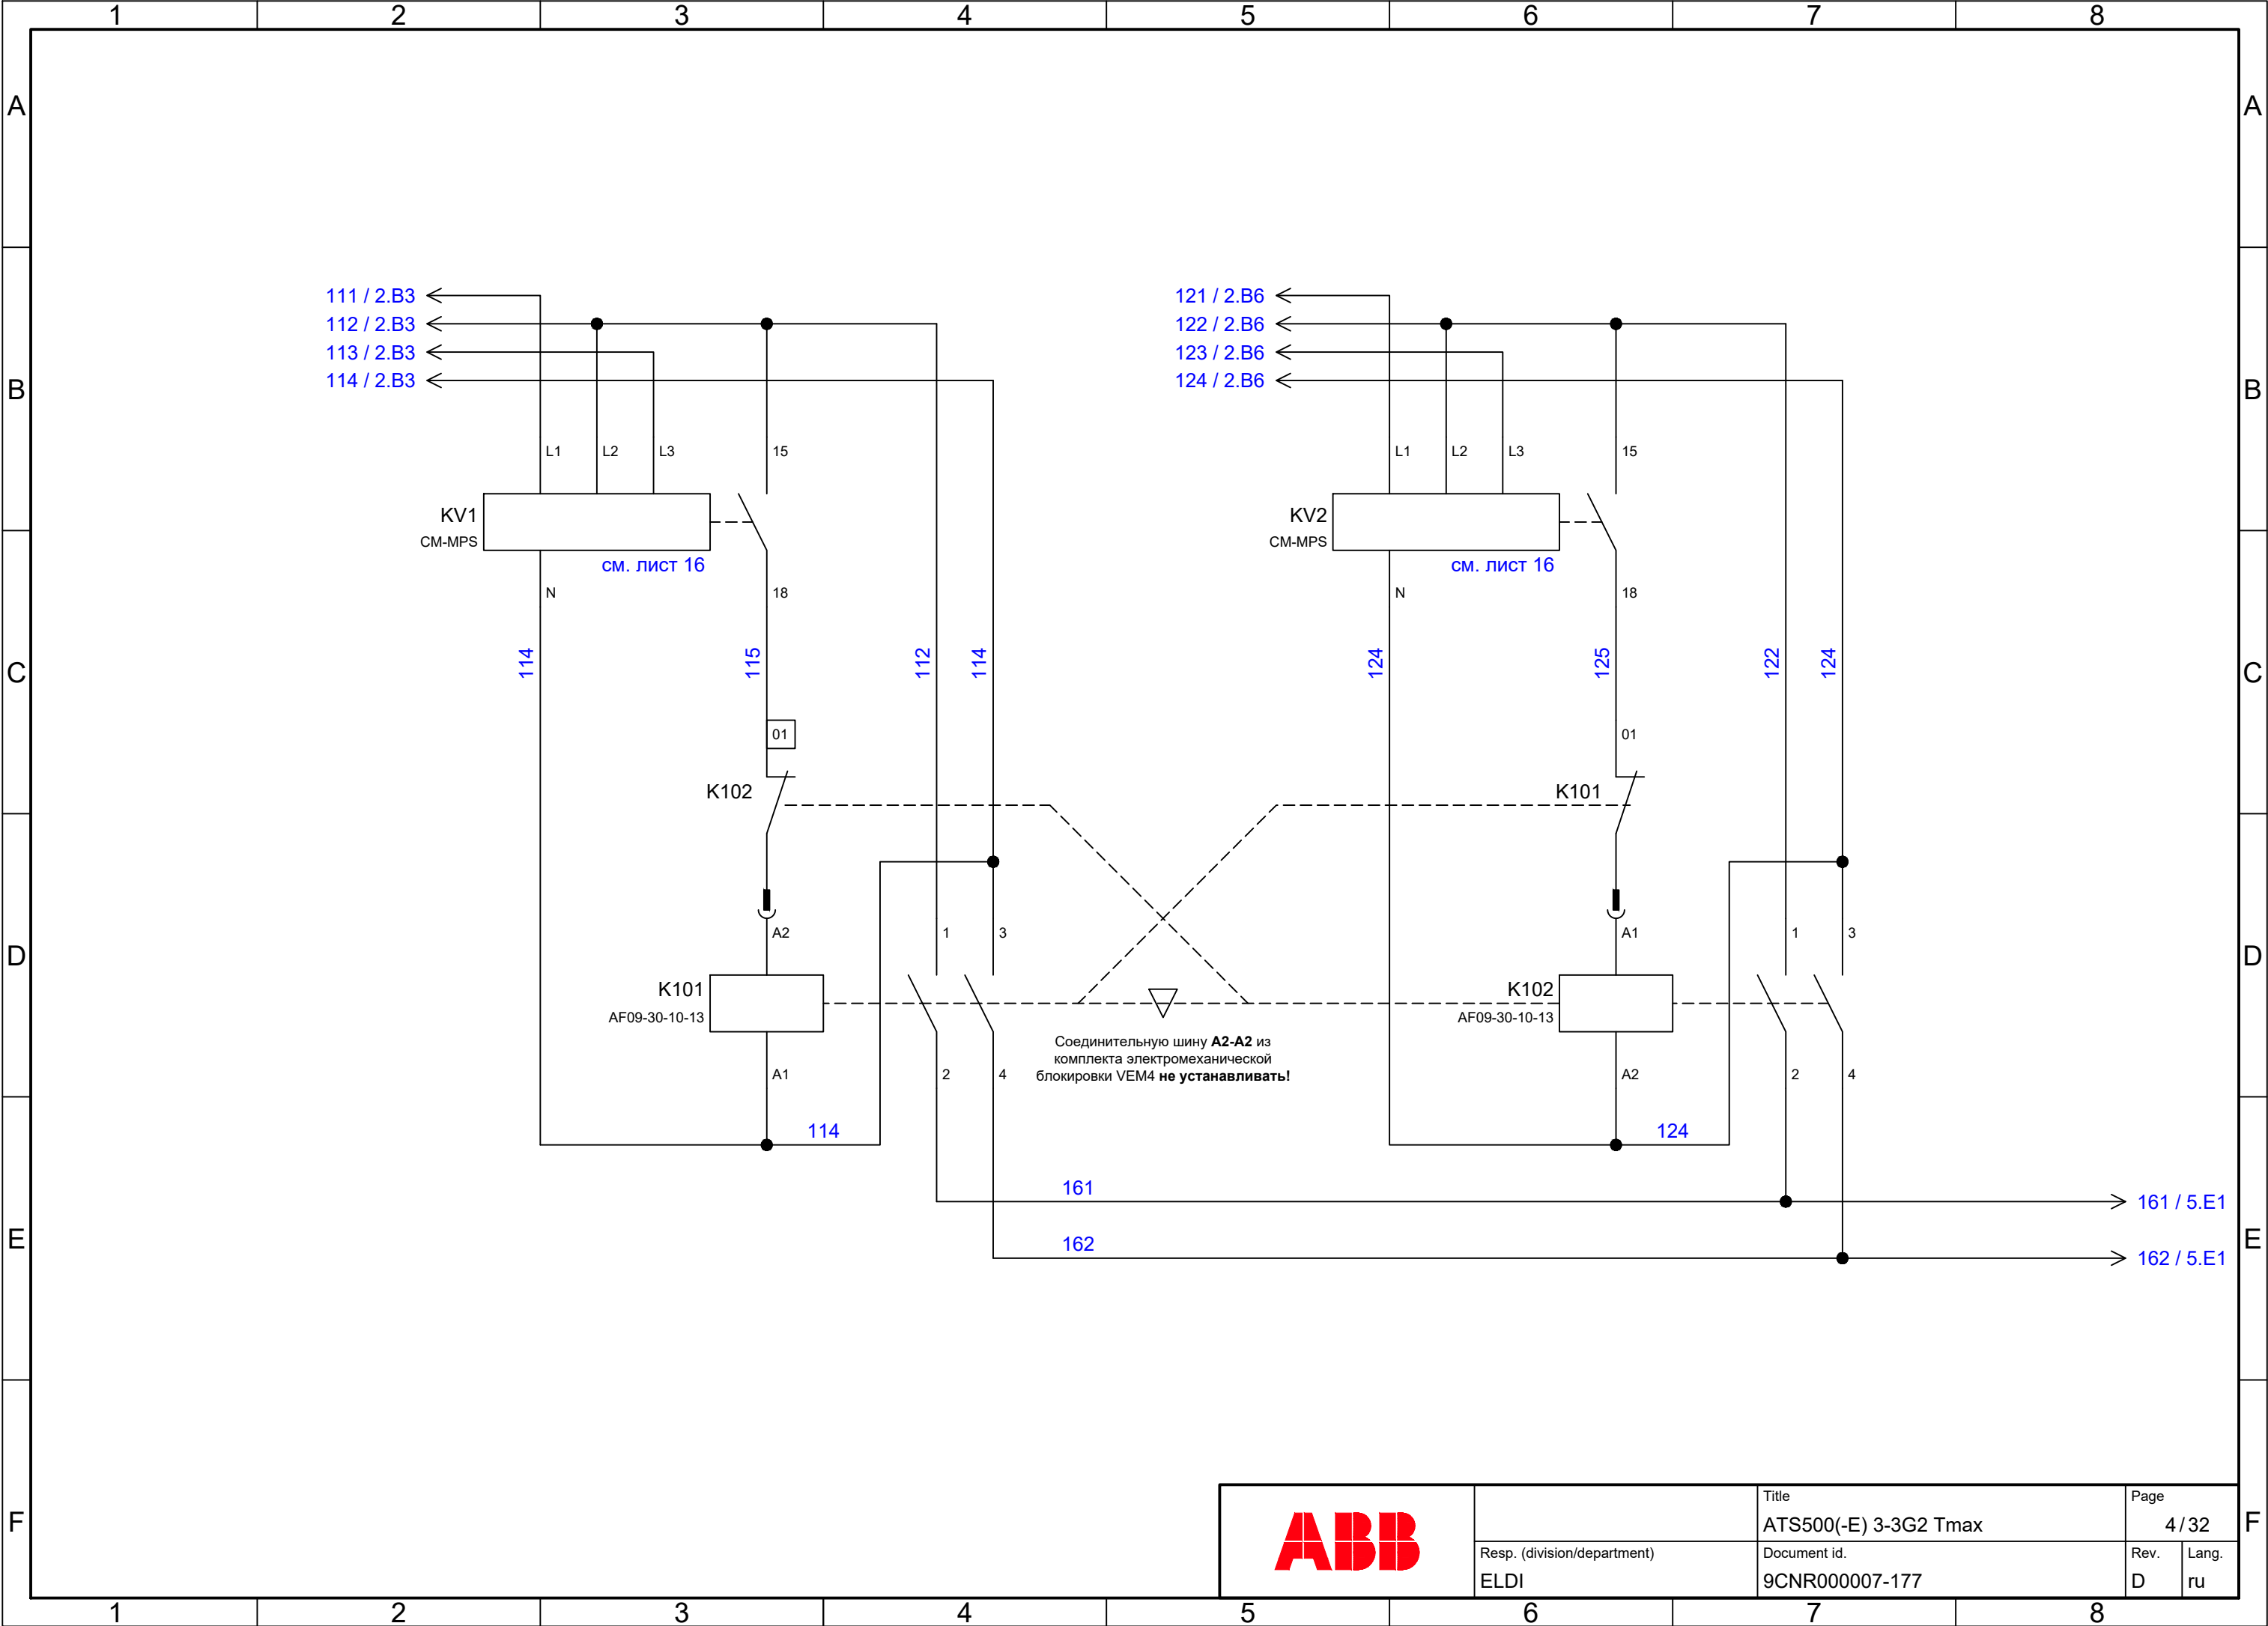 1 2 3 4 5 6 7 8
A A
111 / 2.B3 121 / 2.B6
112 / 2.B3 122 / 2.B6
113 / 2.B3 123 / 2.B6
114 / 2.B3 124 / 2.B6
B B
L1 L2 L3 15 L1 L2 L3 15
KV1 KV2
CM-MPS CM-MPS
см. лист 16 см. лист 16
N 18 N 18
114 115 112 114 124 125 122 124
C C
01 01
K102 K101
A2 1 3 A1 1 3
D D
K101 K102
AF09-30-10-13 AF09-30-10-13
Соединительную шину A2-A2 из
комплекта электромеханической
блокировки VEM4 не устанавливать!
A1 2 4 A2 2 4
114 124
161 161 / 5.E1
E E
162 162 / 5.E1
F F
ABB
Title Page
ATS500(-E) 3-3G2 Tmax 4/32
Resp. (division/department) Document id. Rev. Lang.
ELDI 9CNR000007-177 D ru
1 2 3 4 5 6 7 8